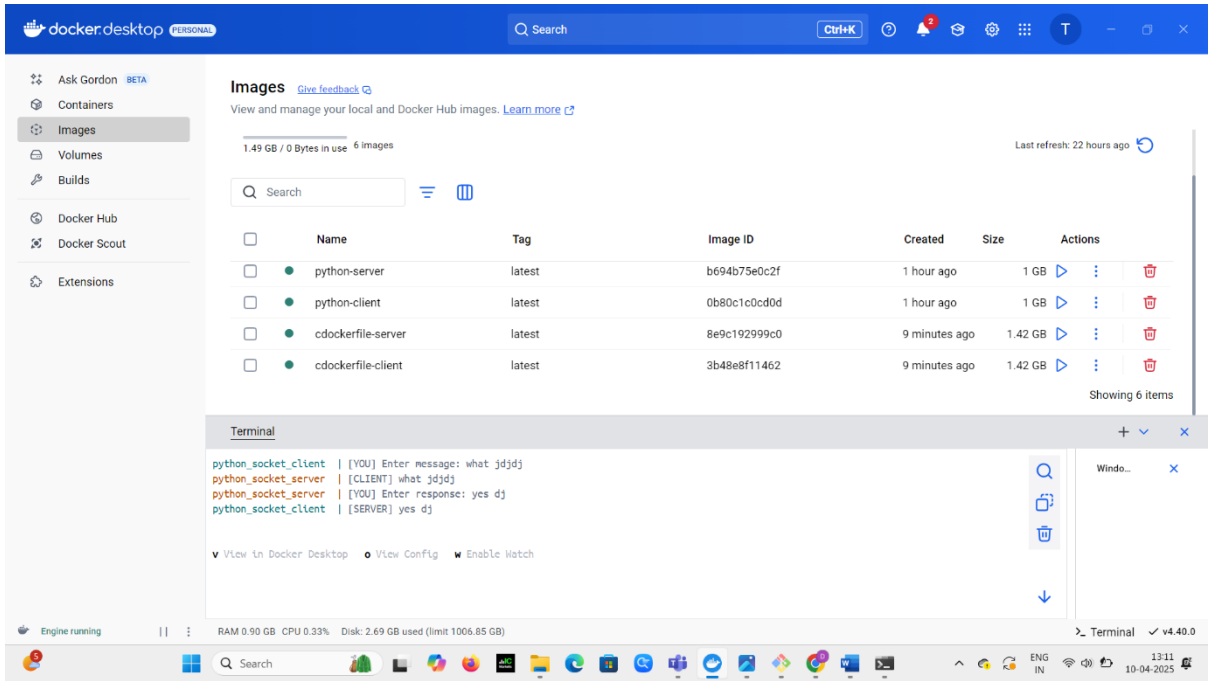 docker.desktop PERSONAL
Search
Ctrl+K
2
T
Ask Gordon BETA
Containers
Images
Volumes
Builds
Docker Hub
Docker Scout
Extensions
Images Give feedback
View and manage your local and Docker Hub images. Learn more
1.49 GB / 0 Bytes in use 6 images
Last refresh: 22 hours ago
Search
Name Tag Image ID Created Size Actions
python-server latest b694b75e0c2f 1 hour ago 1 GB
python-client latest 0b80c1c0cd0d 1 hour ago 1 GB
cdockerfile-server latest 8e9c192999c0 9 minutes ago 1.42 GB
cdockerfile-client latest 3b48e8f11462 9 minutes ago 1.42 GB
Showing 6 items
Terminal
python_socket_client | [YOU] Enter message: what jdjdj
python_socket_server | [CLIENT] what jdjdj
python_socket_server | [YOU] Enter response: yes dj
python_socket_client | [SERVER] yes dj
v View in Docker Desktop o View Config w Enable Watch
Windo...
Engine running
RAM 0.90 GB CPU 0.33% Disk: 2.69 GB used (limit 1006.85 GB)
>_ Terminal v4.40.0
5
Search
ENG
IN
13:11
10-04-2025